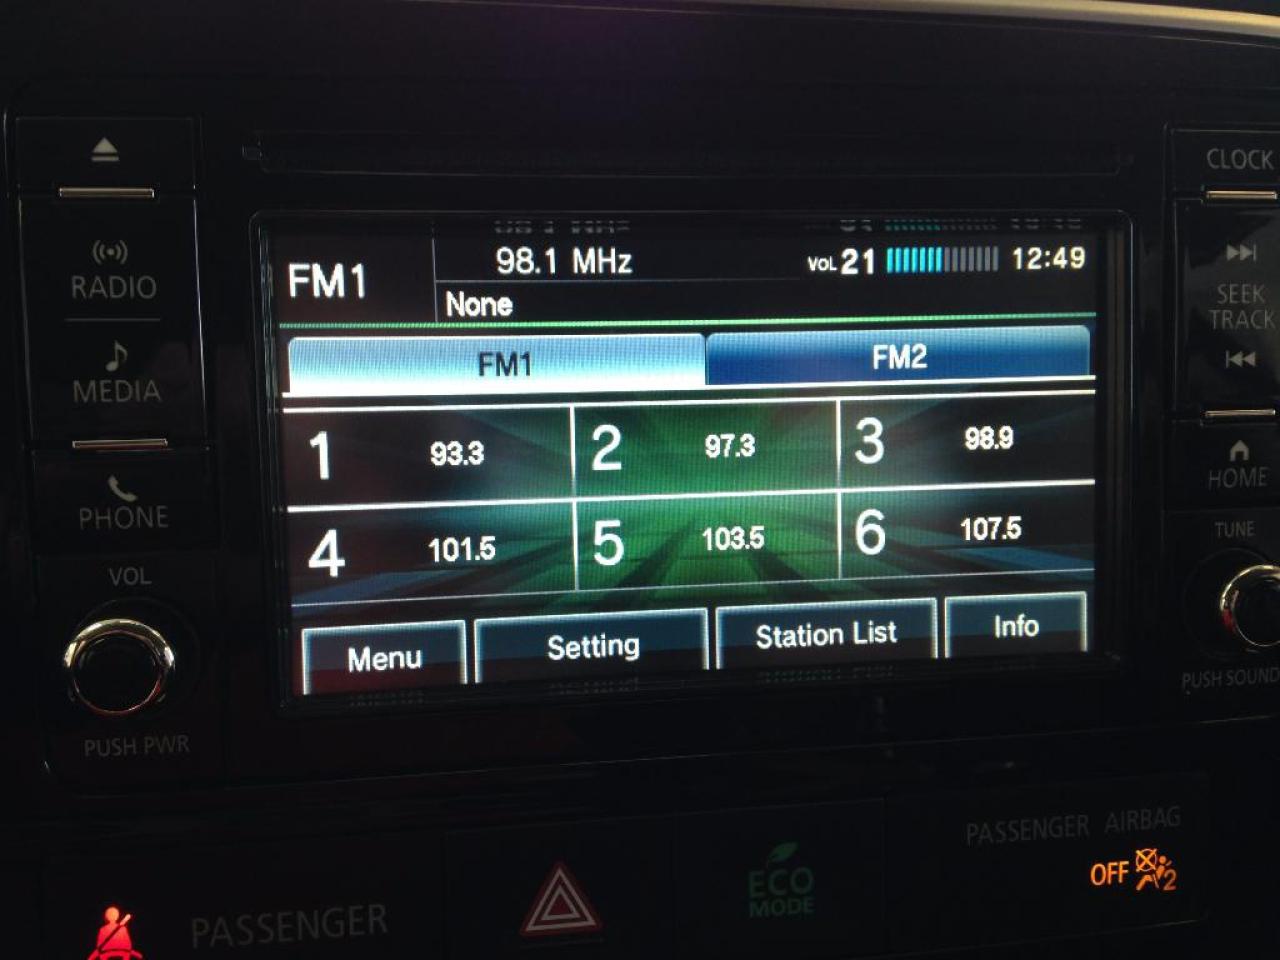 CLOCK
RADIO
MEDIA
PHONE
VOL
PUSH PWR
FM1
98.1 MHz
VOL 21
12:49
None
FM1
FM2
1 93.3
2 97.3
3 98.9
4 101.5
5 103.5
6 107.5
Menu
Setting
Station List
Info
SEEK
TRACK
HOME
TUNE
PUSH SOUND
PASSENGER
ECO
MODE
PASSENGER AIRBAG
OFF
2